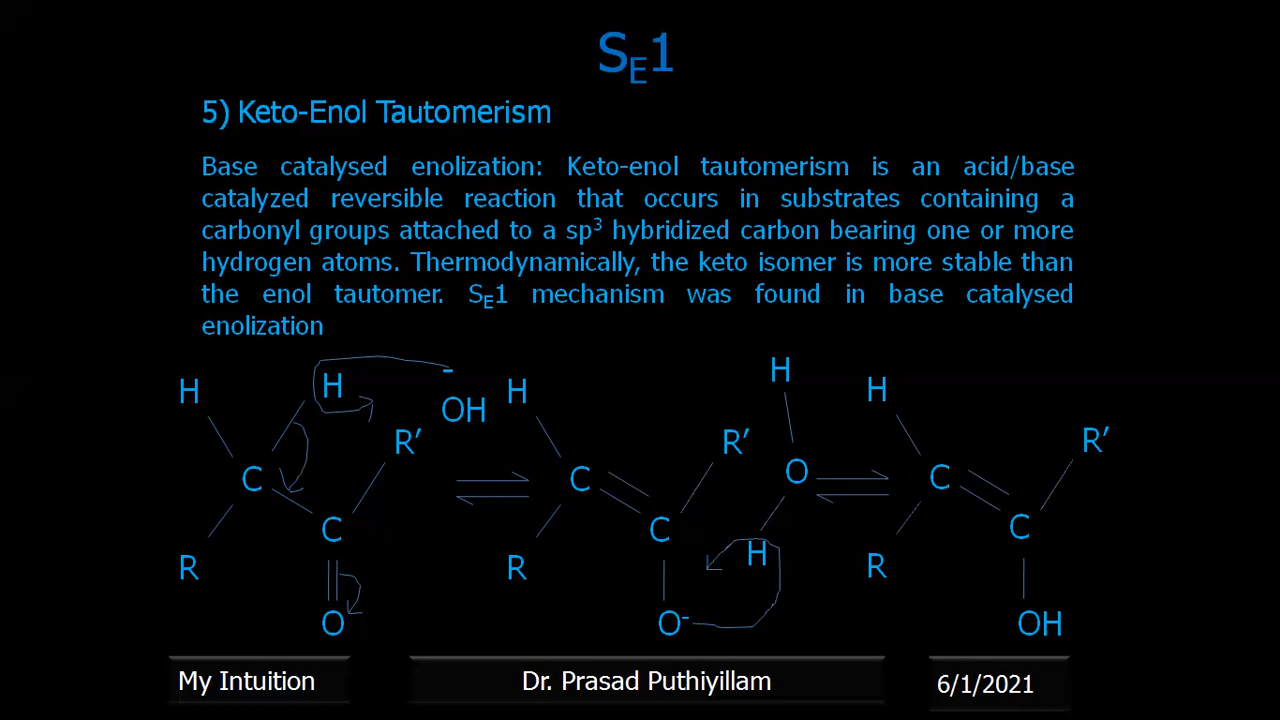 S_E1
5) Keto-Enol Tautomerism
Base catalysed enolization: Keto-enol tautomerism is an acid/base
catalyzed reversible reaction that occurs in substrates containing a
carbonyl groups attached to a sp³ hybridized carbon bearing one or more
hydrogen atoms. Thermodynamically, the keto isomer is more stable than
the enol tautomer. S_E1 mechanism was found in base catalysed
enolization
H H - OH H H H
R′ R′ R′
C C O C
C C H C
R R R
O O⁻ OH
My Intuition Dr. Prasad Puthiyillam 6/1/2021